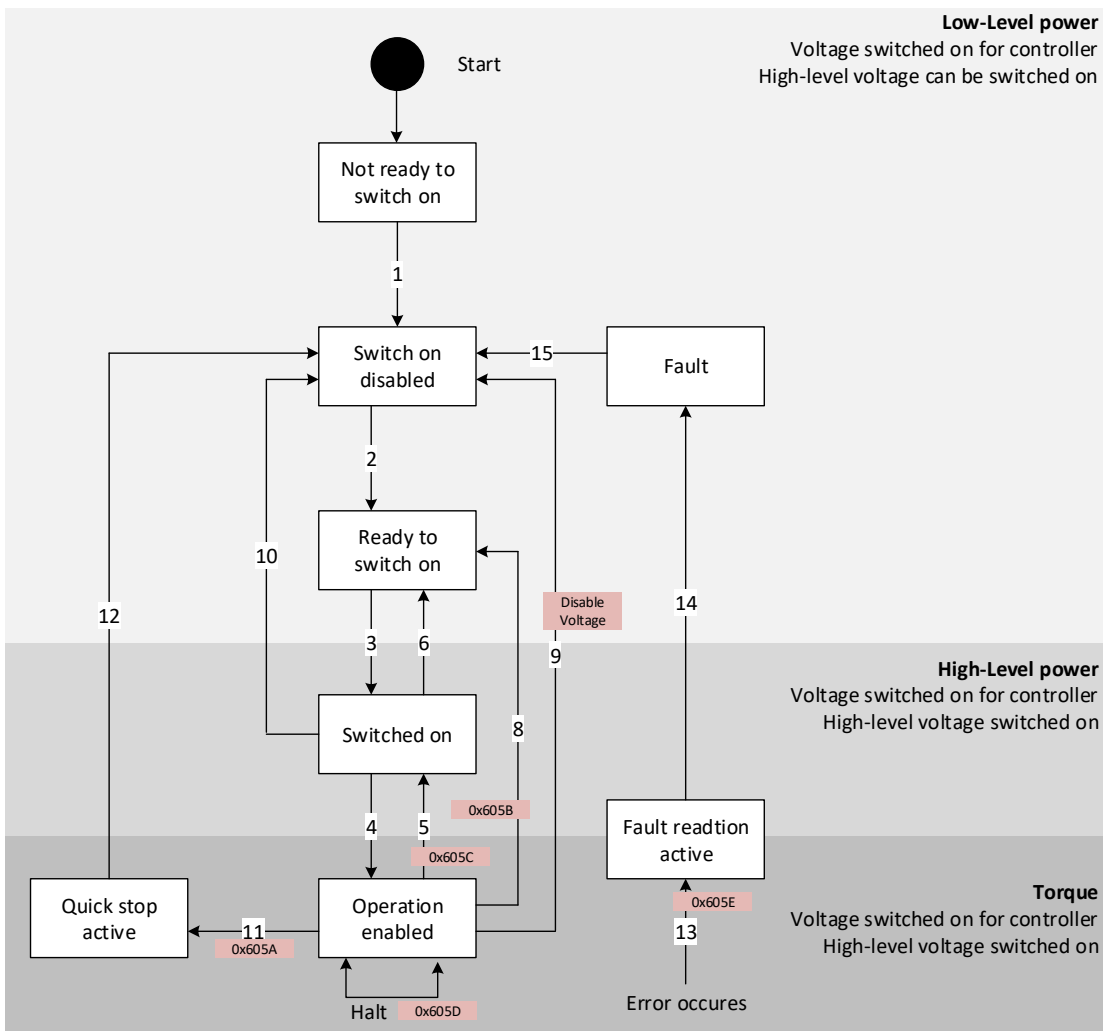 Low-Level power
Voltage switched on for controller
High-level voltage can be switched on
Start
Not ready to
switch on
1
Switch on
disabled
15
Fault
2
Ready to
switch on
10
12
Disable
Voltage
14
3
6
9
High-Level power
Voltage switched on for controller
High-level voltage switched on
Switched on
8
0x605B
4
5
0x605C
Fault readtion
active
0x605E
13
Torque
Voltage switched on for controller
High-level voltage switched on
Quick stop
active
11
0x605A
Operation
enabled
Halt
0x605D
Error occures